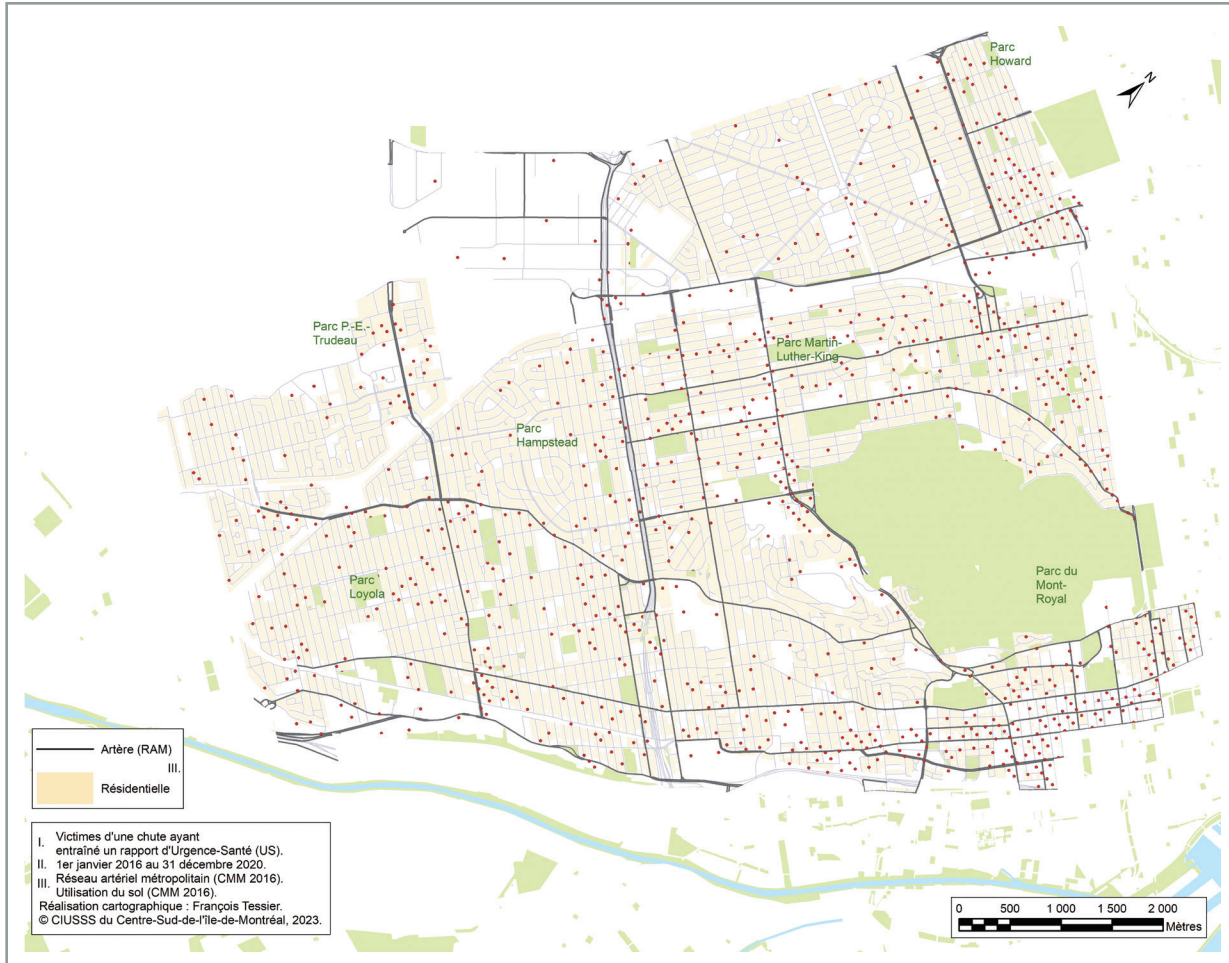 Parc
Howard
N
Parc P.-E.-
Trudeau
Parc Martin-
Luther-King
Parc
Hampstead
Parc
Loyola
Parc du
Mont-
Royal
Artère (RAM)
III.
Résidentielle
I. Victimes d'une chute ayant
entraîné un rapport d'Urgence-Santé (US).
II. 1er janvier 2016 au 31 décembre 2020.
III. Réseau artériel métropolitain (CMM 2016).
Utilisation du sol (CMM 2016).
Réalisation cartographique : François Tessier.
© CIUSSS du Centre-Sud-de-l'île-de-Montréal, 2023.
0 500 1 000 1 500 2 000
Mètres